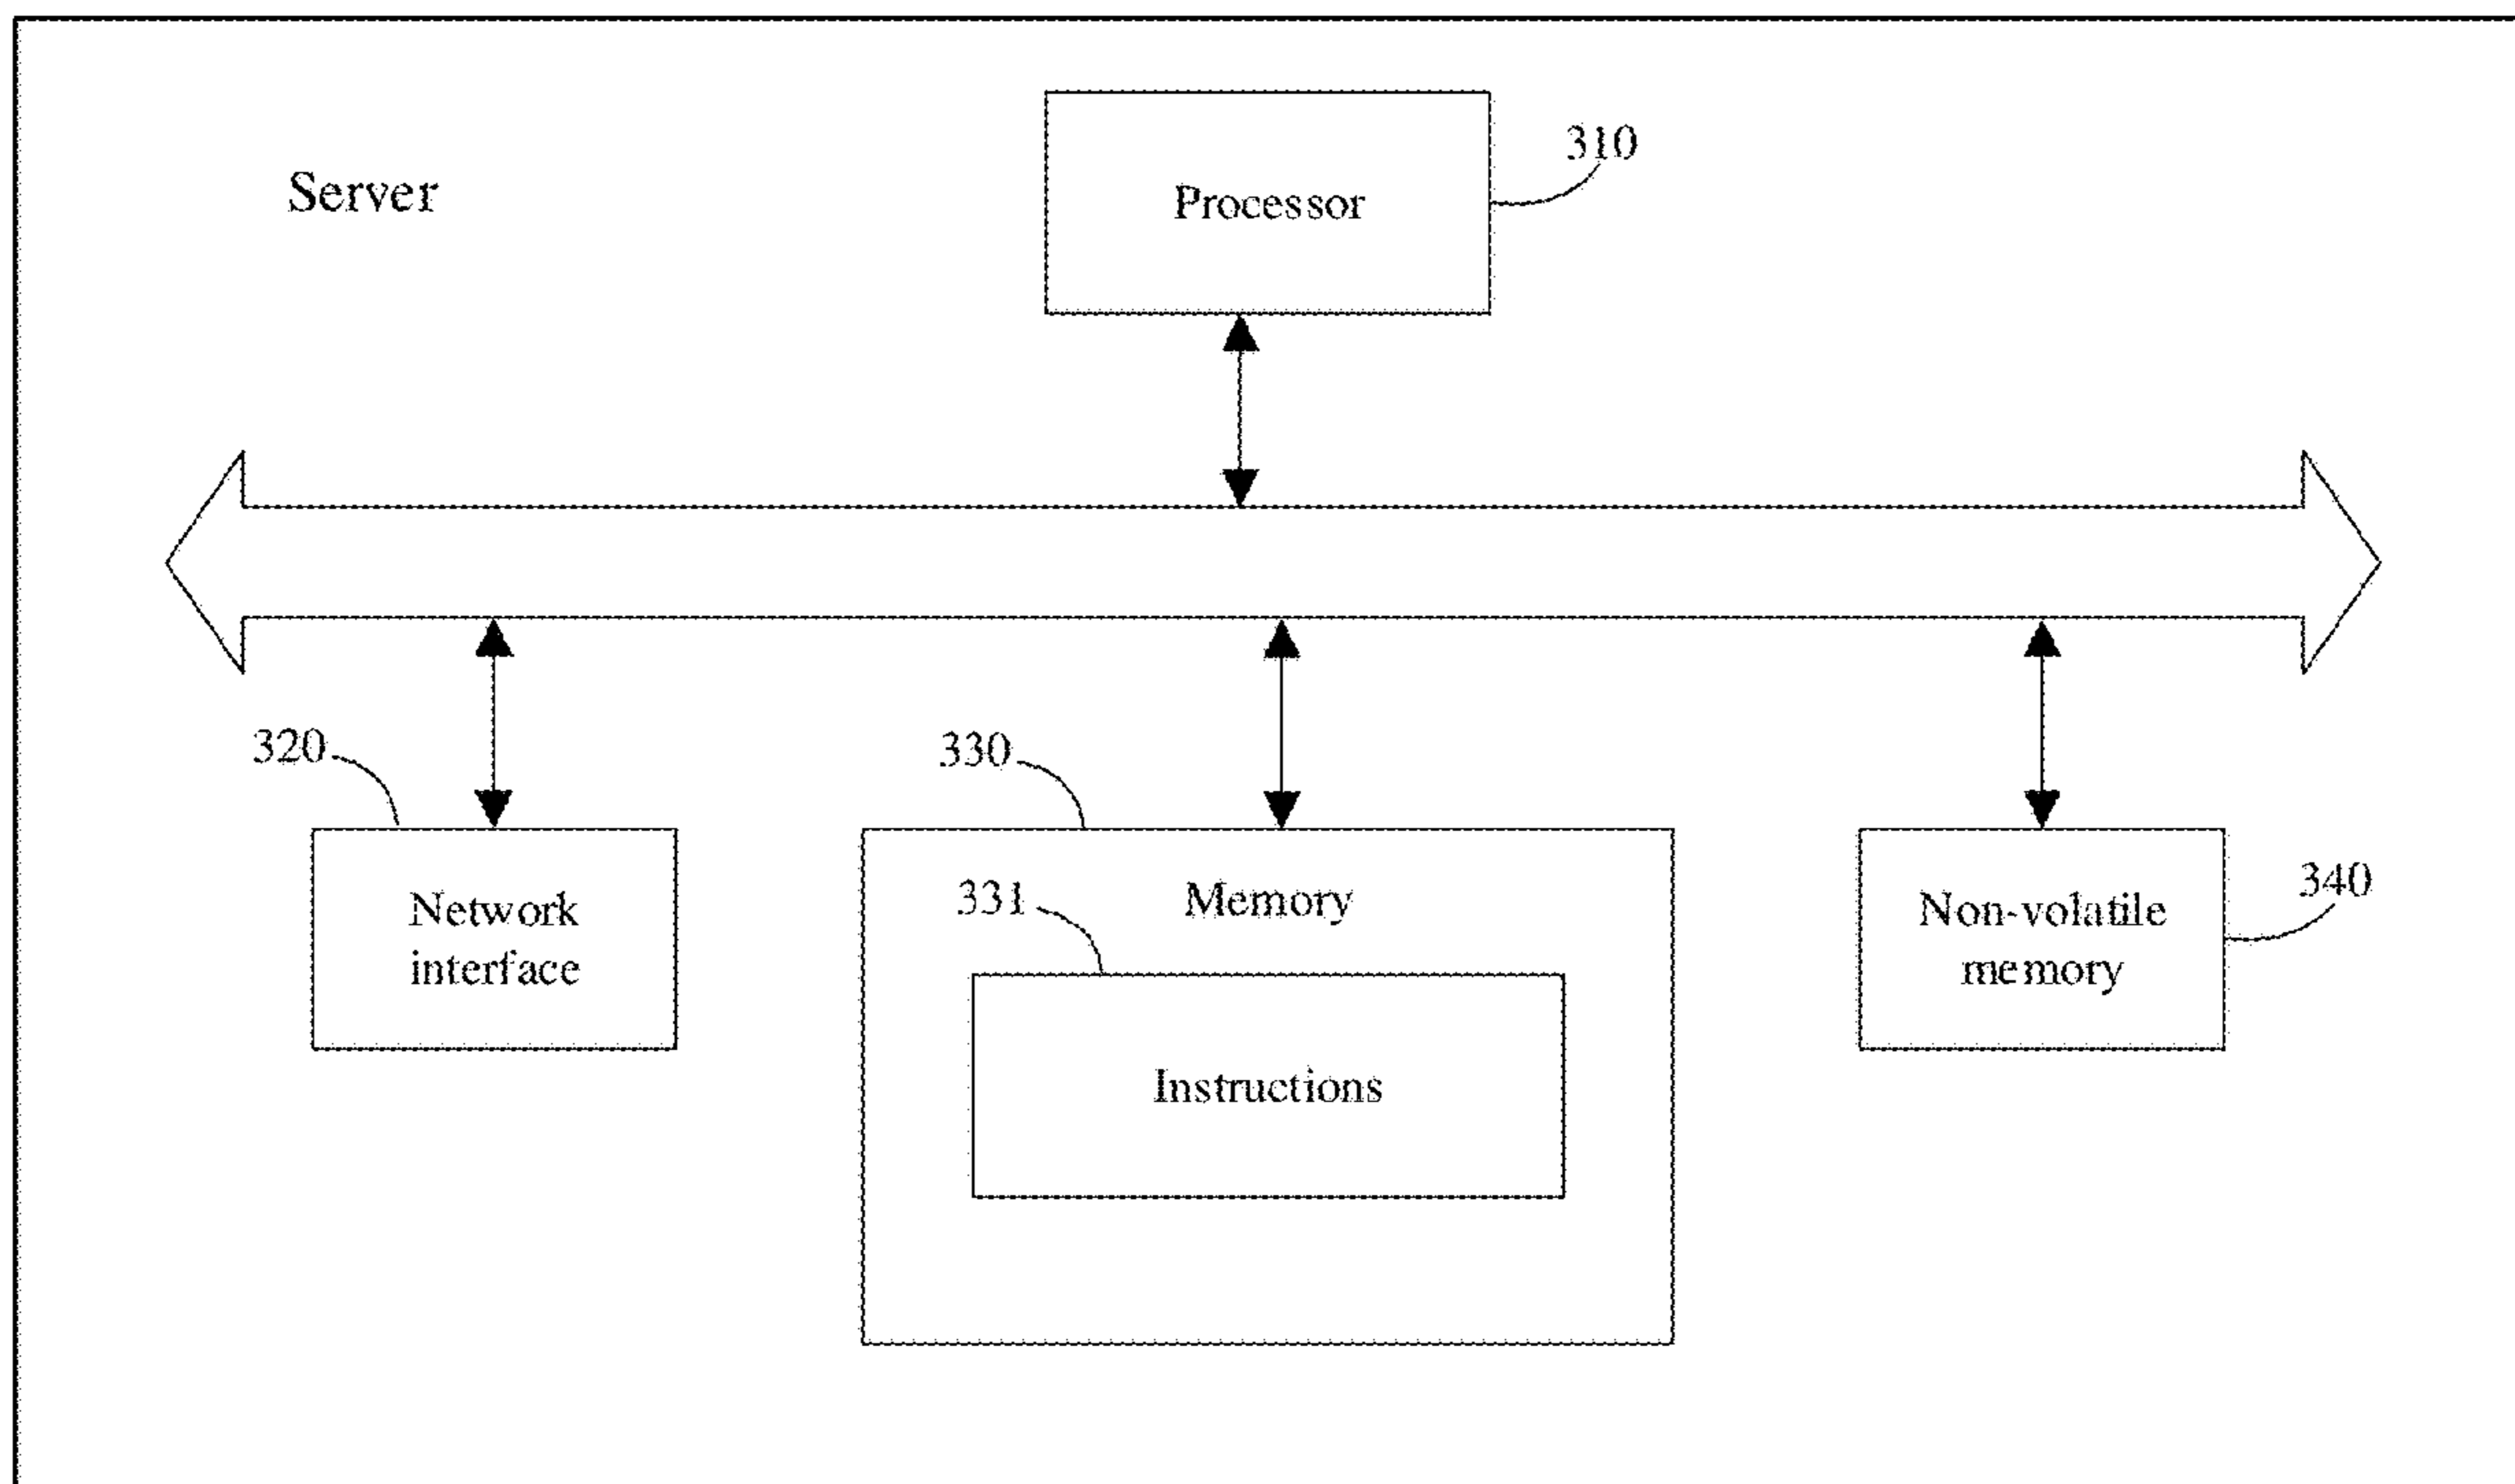 310
Server
Processor
320
330
331
Memory
340
Network
interface
Non-volatile
memory
Instructions